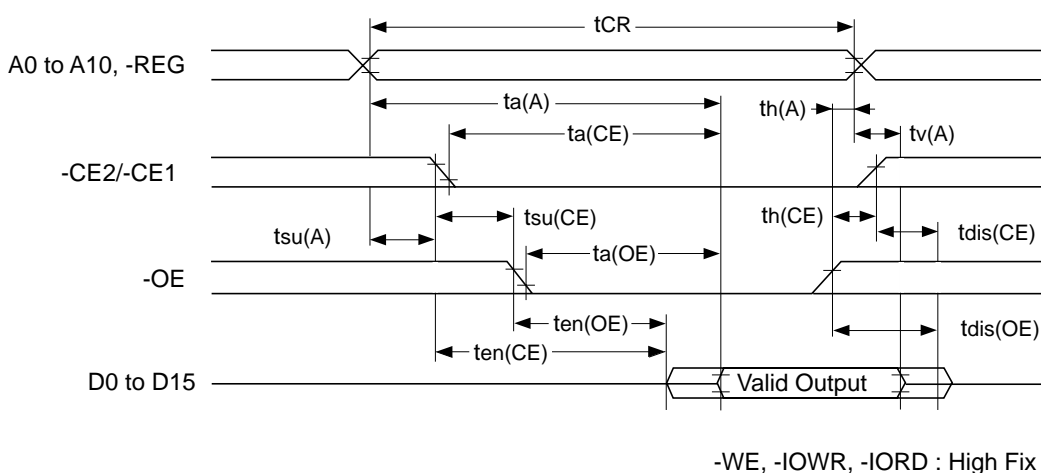 tCR
A0 to A10, -REG
ta(A)
th(A)
ta(CE)
tv(A)
-CE2/-CE1
tsu(CE)
th(CE)
tsu(A)
tdis(CE)
ta(OE)
-OE
ten(OE)
tdis(OE)
ten(CE)
D0 to D15
Valid Output
-WE, -IOWR, -IORD : High Fix